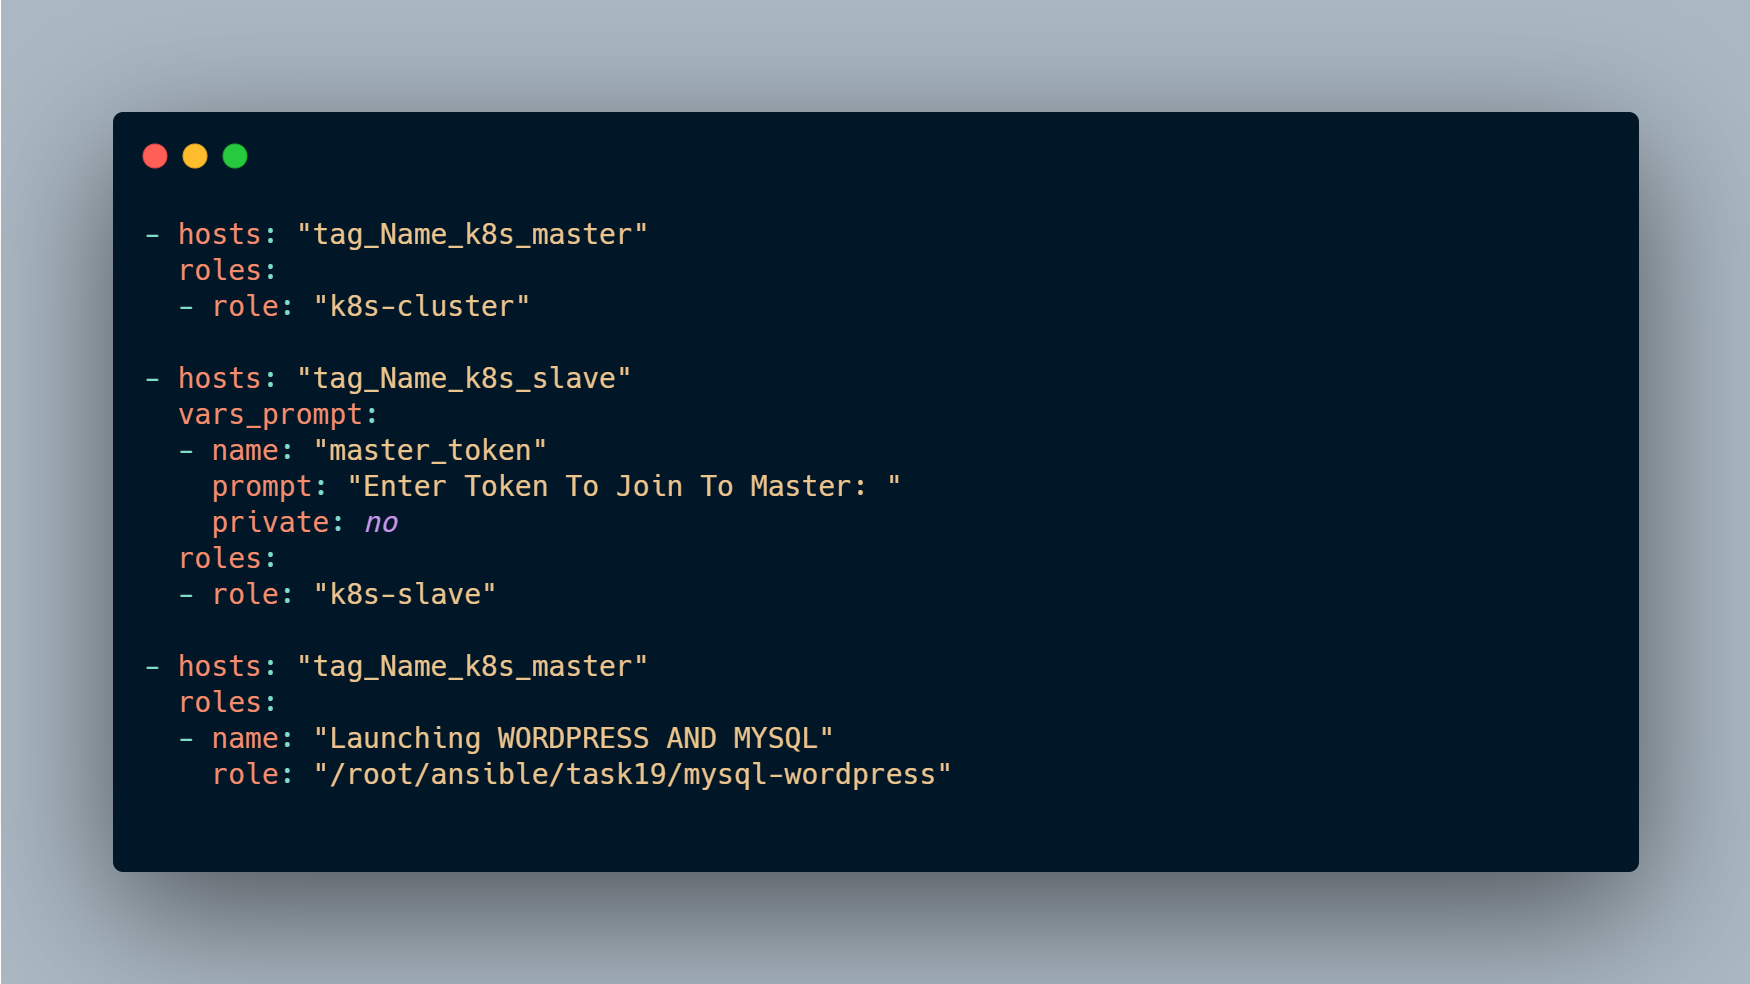 - hosts: "tag_Name_k8s_master"
  roles:
  - role: "k8s-cluster"

- hosts: "tag_Name_k8s_slave"
  vars_prompt:
  - name: "master_token"
    prompt: "Enter Token To Join To Master: "
    private: no
  roles:
  - role: "k8s-slave"

- hosts: "tag_Name_k8s_master"
  roles:
  - name: "Launching WORDPRESS AND MYSQL"
    role: "/root/ansible/task19/mysql-wordpress"